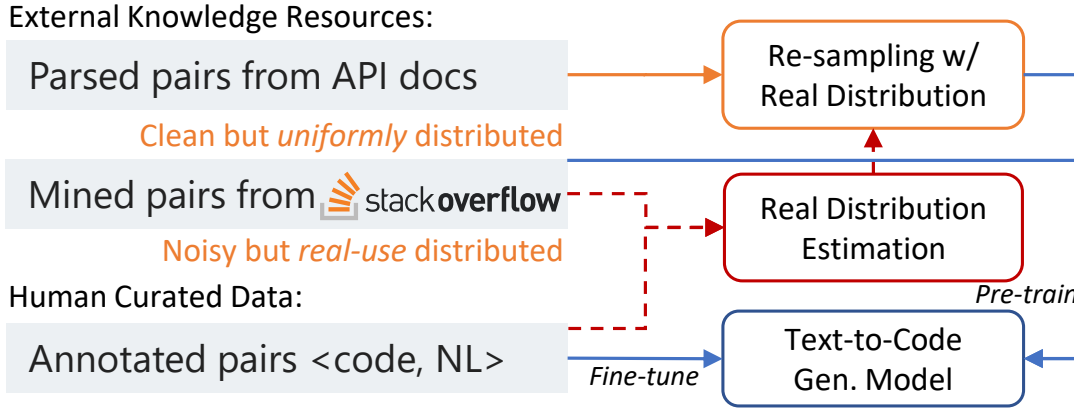 External Knowledge Resources:
Parsed pairs from API docs
Clean but uniformly distributed
Mined pairs from stackoverflow
Noisy but real-use distributed
Human Curated Data:
Annotated pairs <code, NL>
Fine-tune
Re-sampling w/
Real Distribution
Real Distribution
Estimation
Pre-train
Text-to-Code
Gen. Model